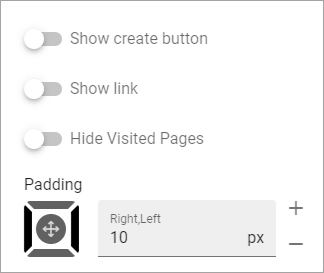 Show create button
Show link
Hide Visited Pages
Padding
Right,Left
10 px